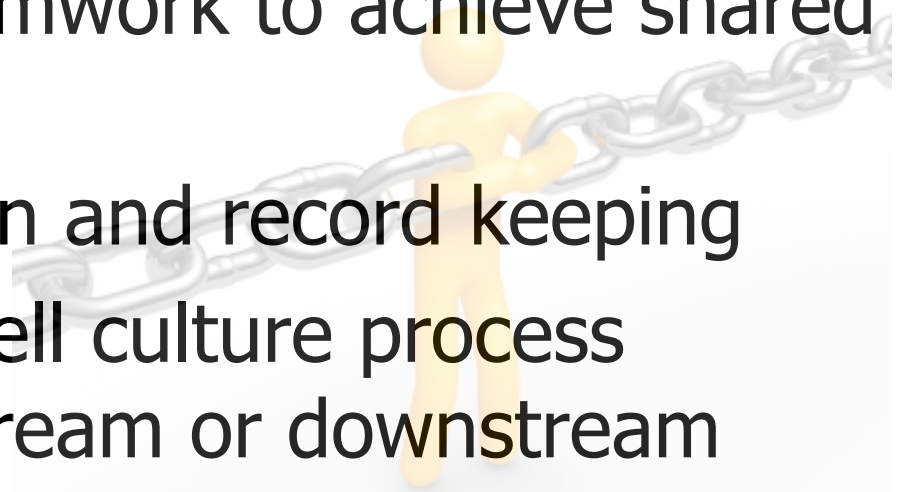 mwork to achieve shared
n and record keeping
ell culture process
ream or downstream